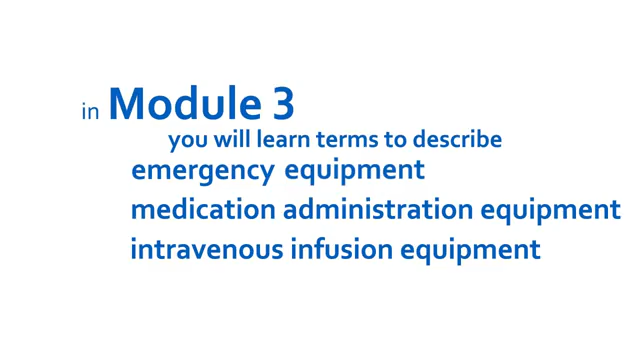 in Module 3
you will learn terms to describe
emergency equipment
medication administration equipment
intravenous infusion equipment